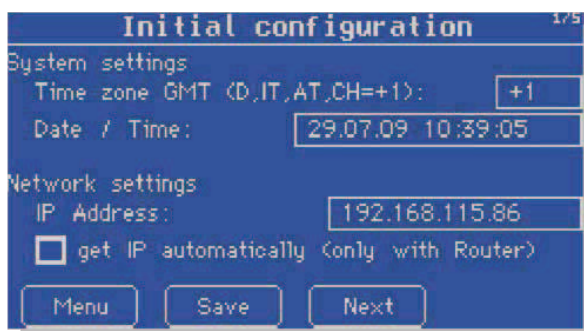 Initial configuration 1/5
System settings
Time zone GMT (D,IT,AT,CH=+1): +1
Date / Time: 29.07.09 10:39:05
Network settings
IP Address: 192.168.115.86
get IP automatically (only with Router)
Menu Save Next